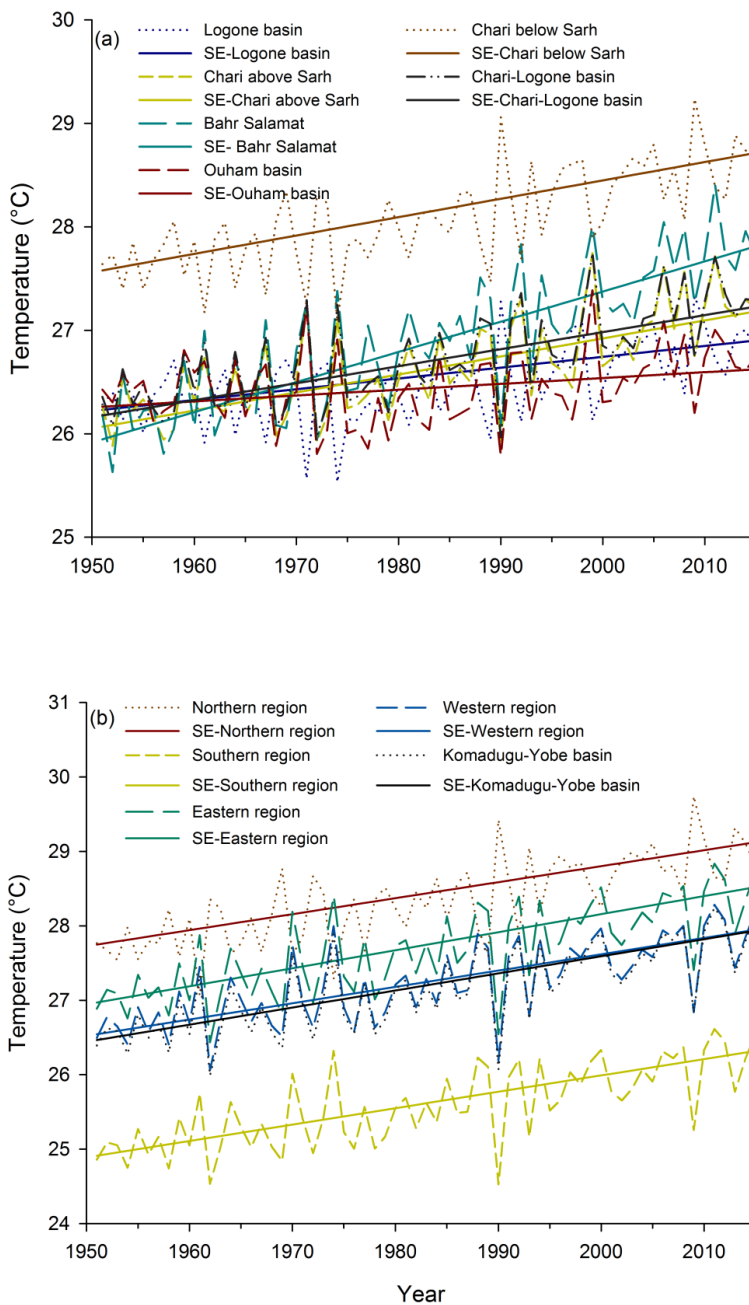 (a)
Logone basin
SE-Logone basin
Chari above Sarh
SE-Chari above Sarh
Bahr Salamat
SE- Bahr Salamat
Ouham basin
SE-Ouham basin
Chari below Sarh
SE-Chari below Sarh
Chari-Logone basin
SE-Chari-Logone basin
Temperature (°C)
30
29
28
27
26
25
1950 1960 1970 1980 1990 2000 2010
(b)
Northern region
SE-Northern region
Southern region
SE-Southern region
Eastern region
SE-Eastern region
Western region
SE-Western region
Komadugu-Yobe basin
SE-Komadugu-Yobe basin
Temperature (°C)
31
30
29
28
27
26
25
24
1950 1960 1970 1980 1990 2000 2010
Year